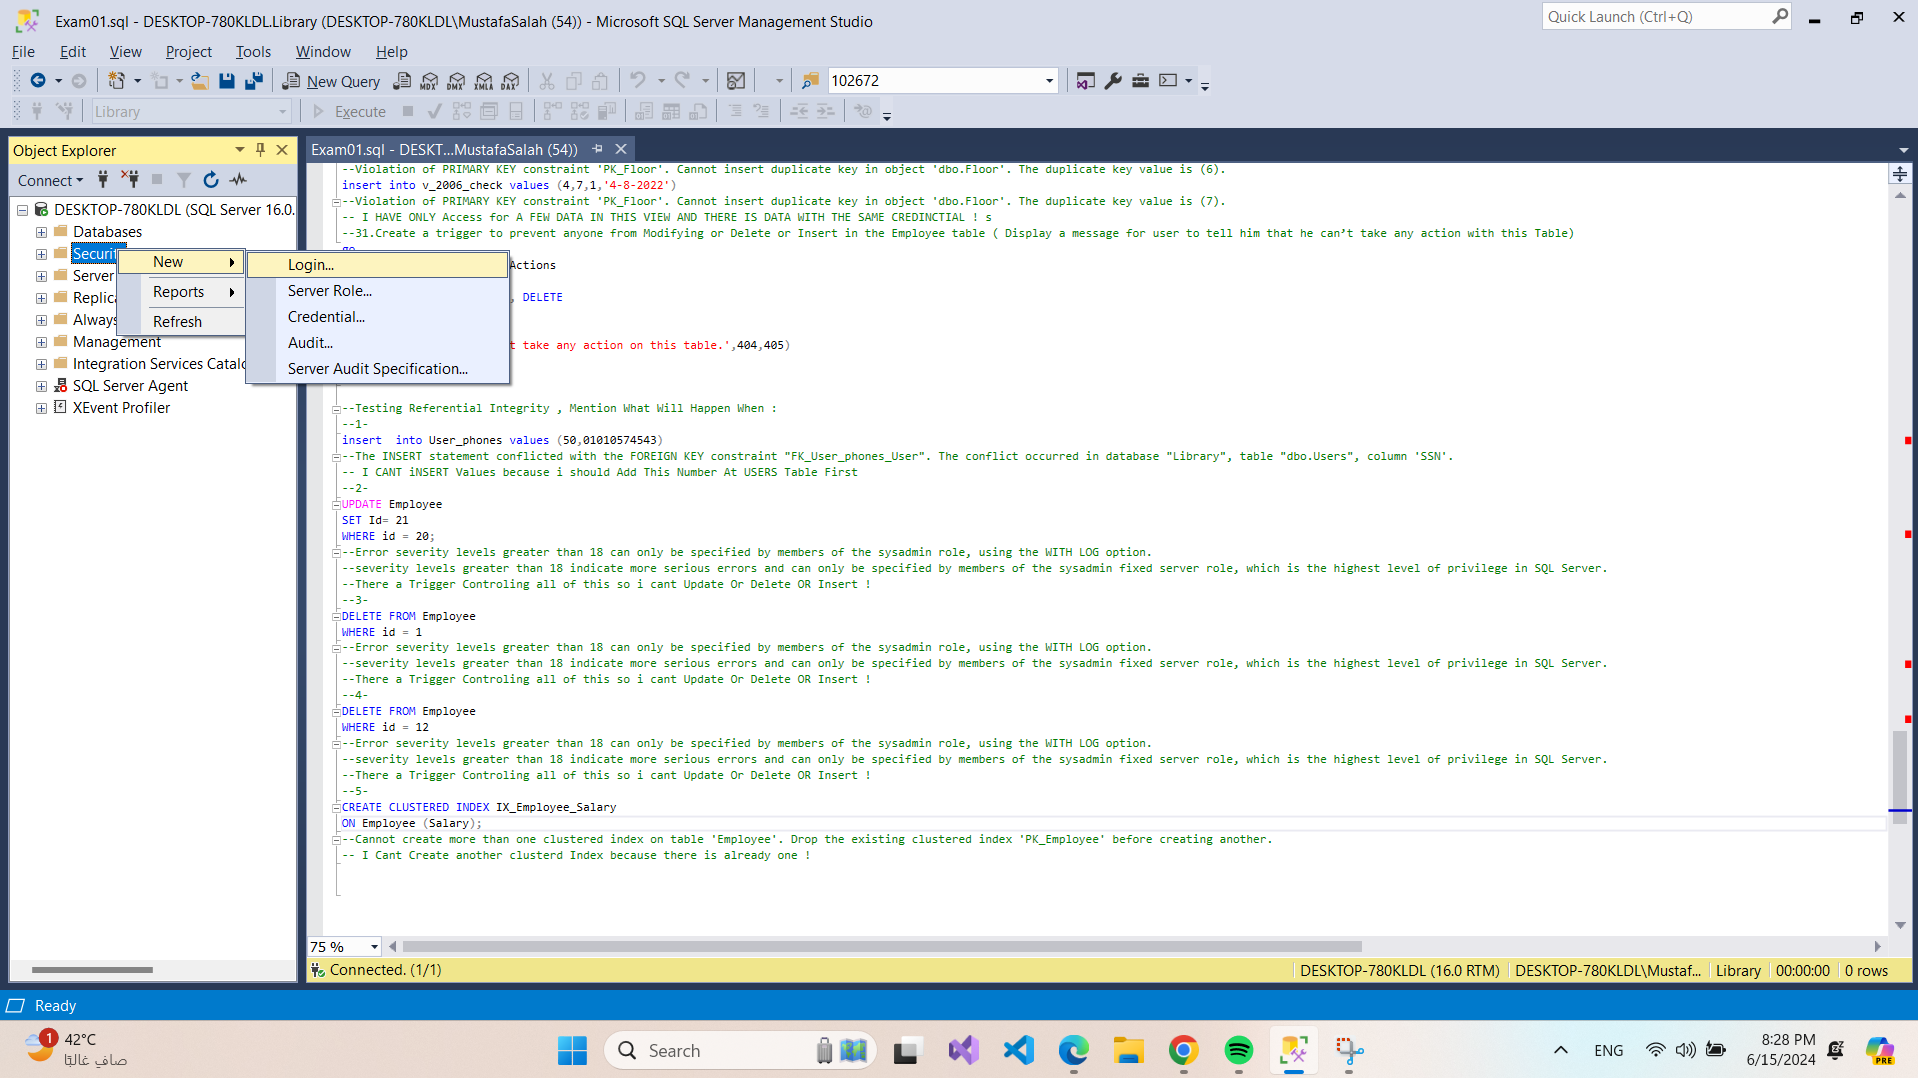 Exam01.sql - DESKTOP-780KLDL.Library (DESKTOP-780KLDL\MustafaSalah (54)) - Microsoft SQL Server Management Studio
Quick Launch (Ctrl+Q)
File Edit View Project Tools Window Help
New Query MDX DMX XMLA DAX 102672
Library Execute
Object Explorer
Exam01.sql - DESKT...MustafaSalah (54))
Connect
DESKTOP-780KLDL (SQL Server 16.0.
Databases
Securit
Server
Replica
Always
Management
Integration Services Catalo
SQL Server Agent
XEvent Profiler
New
Reports
Refresh
Login...
Server Role...
Credential...
Audit...
Server Audit Specification...
--Violation of PRIMARY KEY constraint 'PK_Floor'. Cannot insert duplicate key in object 'dbo.Floor'. The duplicate key value is (6).
insert into v_2006_check values (4,7,1,'4-8-2022')
--Violation of PRIMARY KEY constraint 'PK_Floor'. Cannot insert duplicate key in object 'dbo.Floor'. The duplicate key value is (7).
-- I HAVE ONLY Access for A FEW DATA IN THIS VIEW AND THERE IS DATA WITH THE SAME CREDINCTIAL ! s
--31.Create a trigger to prevent anyone from Modifying or Delete or Insert in the Employee table ( Display a message for user to tell him that he can’t take any action with this Table)
go
Actions
, DELETE
t take any action on this table.',404,405)
--Testing Referential Integrity , Mention What Will Happen When :
--1-
insert  into User_phones values (50,01010574543)
--The INSERT statement conflicted with the FOREIGN KEY constraint "FK_User_phones_User". The conflict occurred in database "Library", table "dbo.Users", column 'SSN'.
-- I CANT iNSERT Values because i should Add This Number At USERS Table First
--2-
UPDATE Employee
SET Id= 21
WHERE id = 20;
--Error severity levels greater than 18 can only be specified by members of the sysadmin role, using the WITH LOG option.
--severity levels greater than 18 indicate more serious errors and can only be specified by members of the sysadmin fixed server role, which is the highest level of privilege in SQL Server.
--There a Trigger Controling all of this so i cant Update Or Delete OR Insert !
--3-
DELETE FROM Employee
WHERE id = 1
--Error severity levels greater than 18 can only be specified by members of the sysadmin role, using the WITH LOG option.
--severity levels greater than 18 indicate more serious errors and can only be specified by members of the sysadmin fixed server role, which is the highest level of privilege in SQL Server.
--There a Trigger Controling all of this so i cant Update Or Delete OR Insert !
--4-
DELETE FROM Employee
WHERE id = 12
--Error severity levels greater than 18 can only be specified by members of the sysadmin role, using the WITH LOG option.
--severity levels greater than 18 indicate more serious errors and can only be specified by members of the sysadmin fixed server role, which is the highest level of privilege in SQL Server.
--There a Trigger Controling all of this so i cant Update Or Delete OR Insert !
--5-
CREATE CLUSTERED INDEX IX_Employee_Salary
ON Employee (Salary);
--Cannot create more than one clustered index on table 'Employee'. Drop the existing clustered index 'PK_Employee' before creating another.
-- I Cant Create another clusterd Index because there is already one !
75 %
Connected. (1/1)
DESKTOP-780KLDL (16.0 RTM) DESKTOP-780KLDL\Mustaf... Library 00:00:00 0 rows
Ready
1
42°C
صافٍ غالبًا
Search
ENG
8:28 PM
6/15/2024
PRE